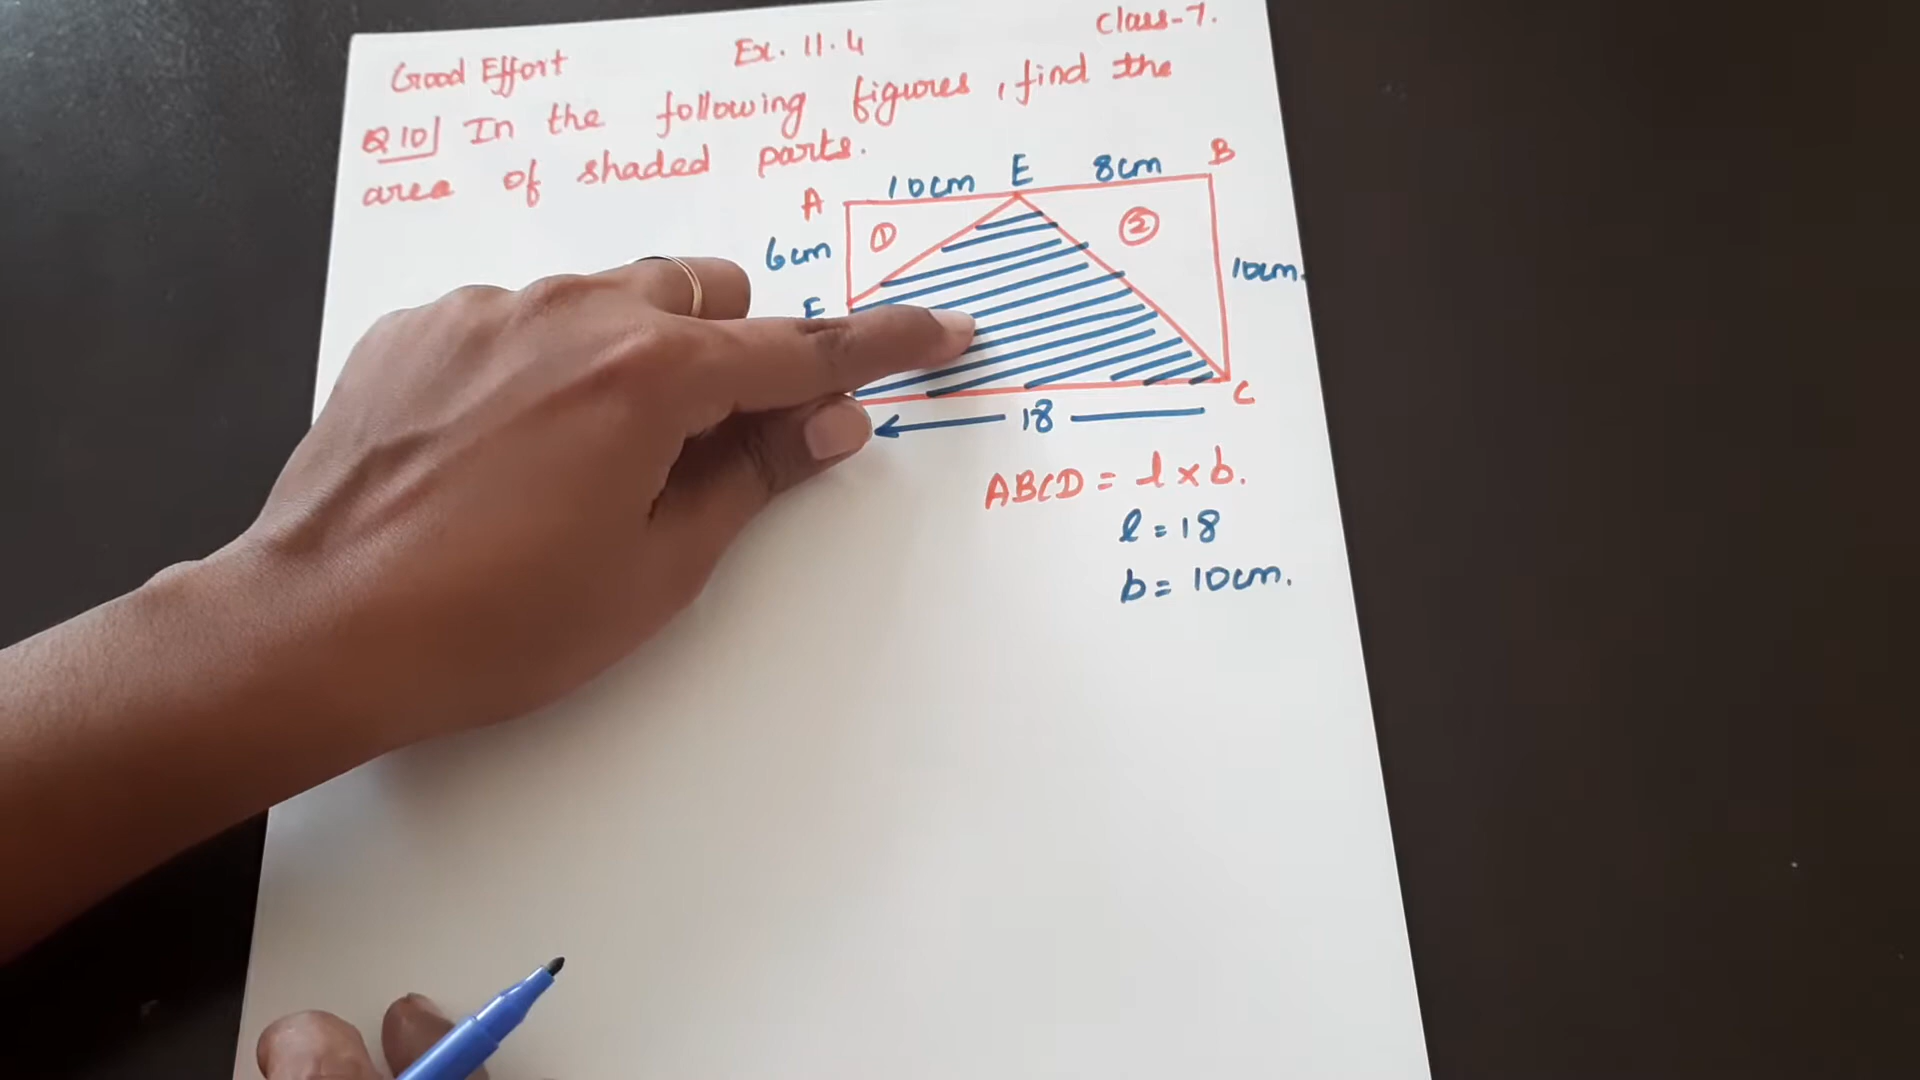 Good Effort Ex. 11.4 Class-7.
Q10] In the following figures, find the
area of shaded parts.
A 10cm E 8cm B
① ②
6cm
10cm.
C
18
ABCD = l x b.
l = 18
b = 10cm.